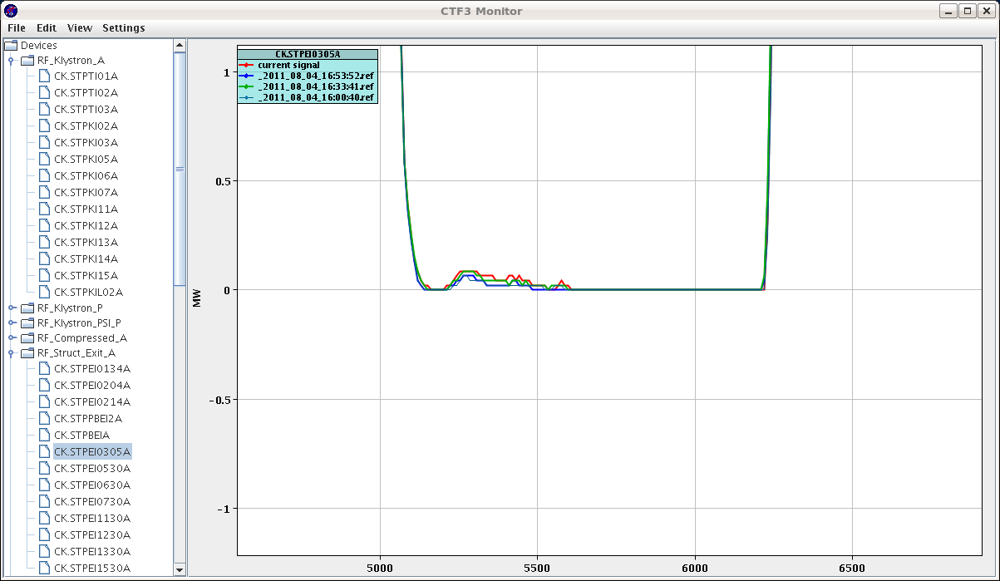 CTF3 Monitor
File Edit View Settings
Devices
RF_Klystron_A
CK.STPTI01A
CK.STPTI02A
CK.STPTI03A
CK.STPKI02A
CK.STPKI03A
CK.STPKI05A
CK.STPKI06A
CK.STPKI07A
CK.STPKI11A
CK.STPKI12A
CK.STPKI13A
CK.STPKI14A
CK.STPKI15A
CK.STPKIL02A
RF_Klystron_P
RF_Klystron_PSI_P
RF_Compressed_A
RF_Struct_Exit_A
CK.STPEI0134A
CK.STPEI0204A
CK.STPEI0214A
CK.STPPBEI2A
CK.STPBEIA
CK.STPEI0305A
CK.STPEI0530A
CK.STPEI0630A
CK.STPEI0730A
CK.STPEI1130A
CK.STPEI1230A
CK.STPEI1330A
CK.STPEI1530A
CK.STPEI0305A
current signal
_2011_08_04_16:53:52.ref
_2011_08_04_16:33:41.ref
_2011_08_04_16:00:40.ref
1
0.5
0
-0.5
-1
MW
5000 5500 6000 6500